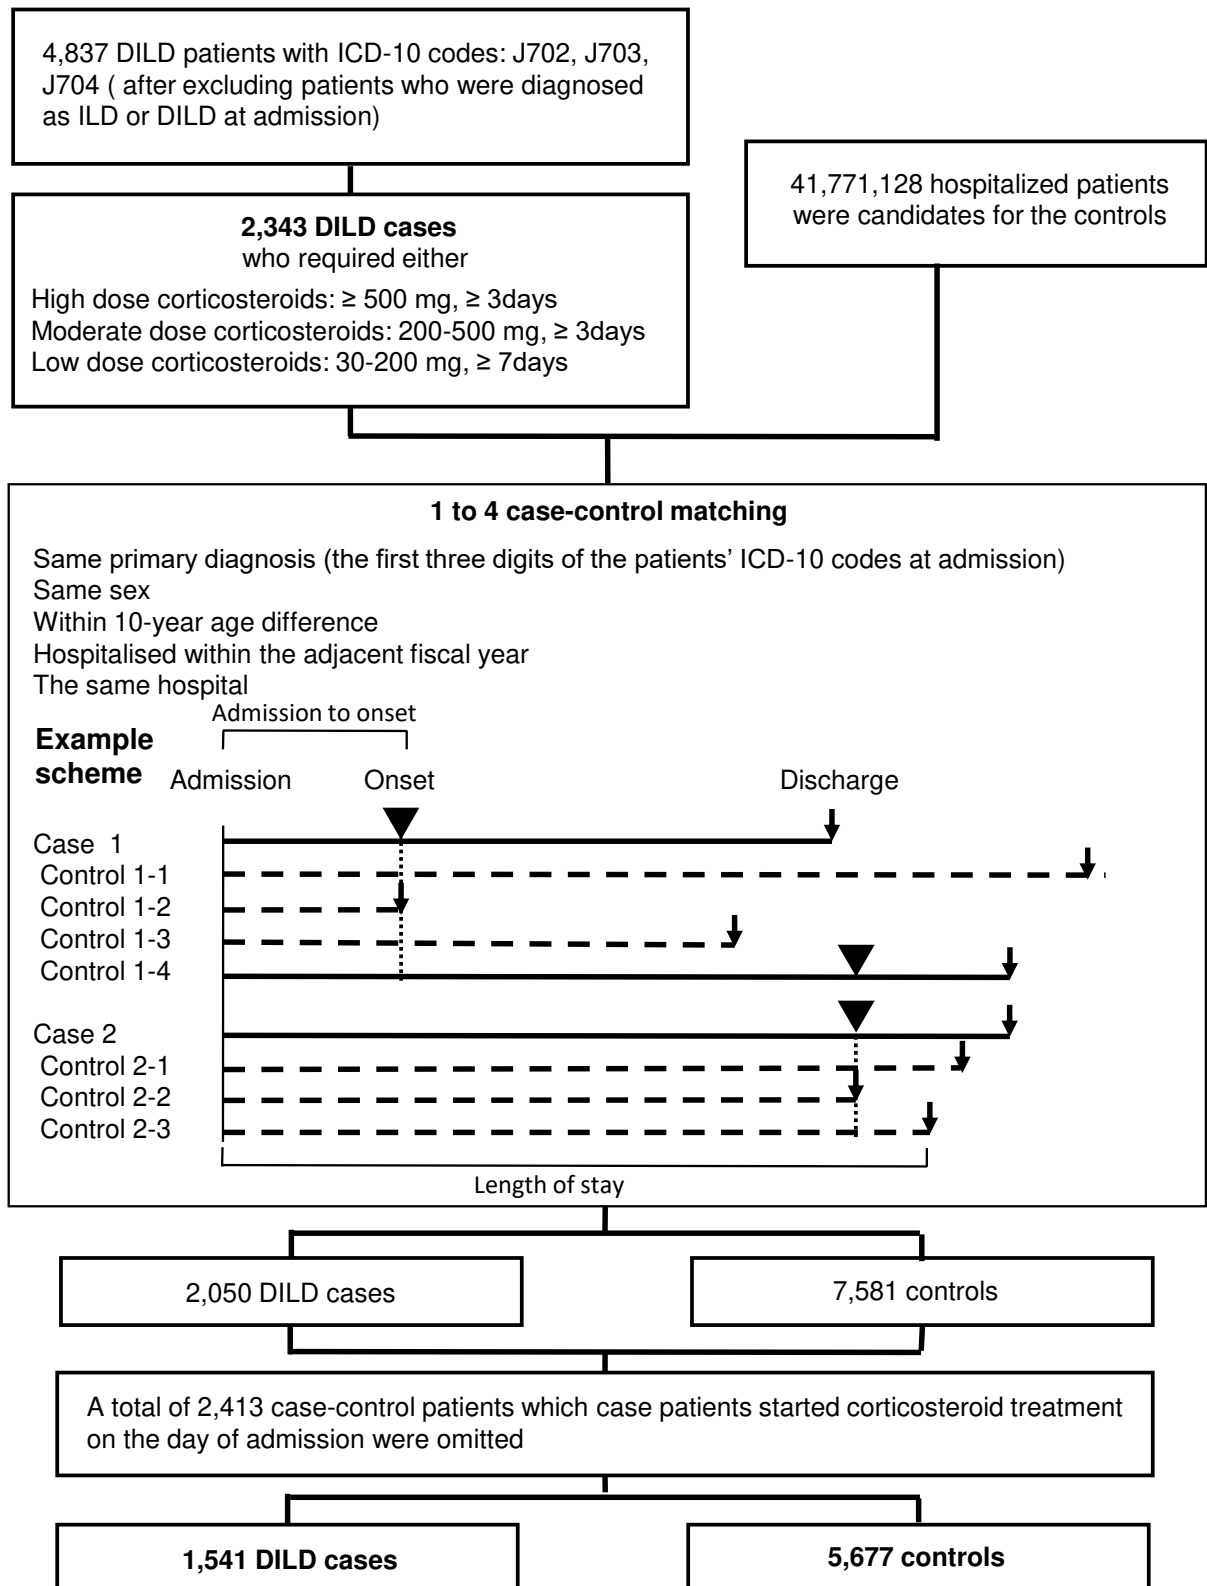 4,837 DILD patients with ICD-10 codes: J702, J703,
J704 ( after excluding patients who were diagnosed
as ILD or DILD at admission)
41,771,128 hospitalized patients
were candidates for the controls
2,343 DILD cases
who required either
High dose corticosteroids: ≥ 500 mg, ≥ 3days
Moderate dose corticosteroids: 200-500 mg, ≥ 3days
Low dose corticosteroids: 30-200 mg, ≥ 7days
1 to 4 case-control matching
Same primary diagnosis (the first three digits of the patients' ICD-10 codes at admission)
Same sex
Within 10-year age difference
Hospitalised within the adjacent fiscal year
The same hospital
Admission to onset
Example
scheme
Admission
Onset
Discharge
Case 1
Control 1-1
Control 1-2
Control 1-3
Control 1-4
Case 2
Control 2-1
Control 2-2
Control 2-3
Length of stay
2,050 DILD cases
7,581 controls
A total of 2,413 case-control patients which case patients started corticosteroid treatment
on the day of admission were omitted
1,541 DILD cases
5,677 controls